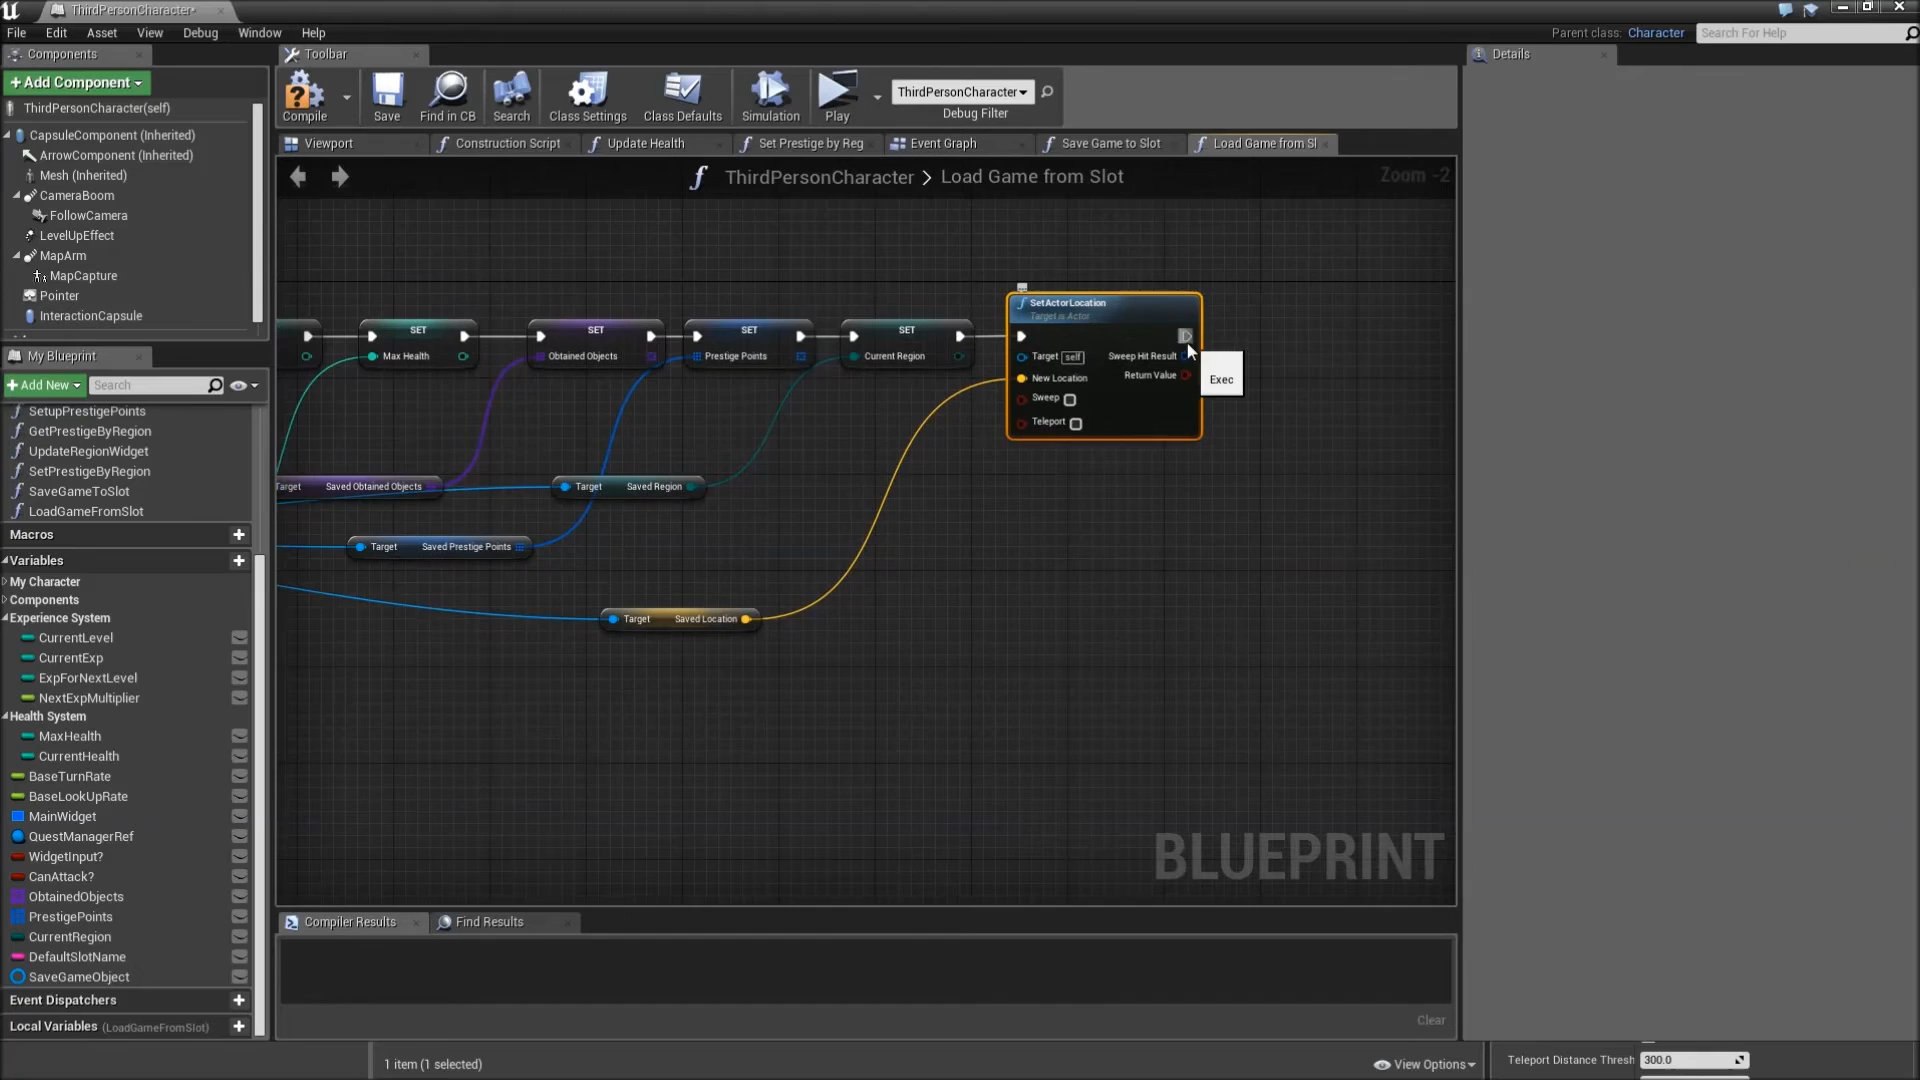 ThirdPersonCharacter*
File Edit Asset View Debug Window Help
Parent class: Character
Search For Help
Components
Toolbar
Details
+Add Component
ThirdPersonCharacter(self)
CapsuleComponent (Inherited)
ArrowComponent (Inherited)
Mesh (Inherited)
CameraBoom
FollowCamera
LevelUpEffect
MapArm
MapCapture
Pointer
InteractionCapsule
Compile
Save
Find in CB
Search
Class Settings
Class Defaults
Simulation
Play
ThirdPersonCharacter
Debug Filter
Viewport
Construction Script
Update Health
Set Prestige by Reg
Event Graph
Save Game to Slot
Load Game from Sl
ThirdPersonCharacter > Load Game from Slot
Zoom -2
SET
Max Health
SET
Obtained Objects
SET
Prestige Points
SET
Current Region
SetActorLocation
Target is Actor
Target self
Sweep Hit Result
New Location
Return Value
Sweep
Teleport
Exec
Target Saved Obtained Objects
Target Saved Region
Target Saved Prestige Points
Target Saved Location
BLUEPRINT
My Blueprint
+Add New
Search
SetupPrestigePoints
GetPrestigeByRegion
UpdateRegionWidget
SetPrestigeByRegion
SaveGameToSlot
LoadGameFromSlot
Macros
Variables
My Character
Components
Experience System
CurrentLevel
CurrentExp
ExpForNextLevel
NextExpMultiplier
Health System
MaxHealth
CurrentHealth
BaseTurnRate
BaseLookUpRate
MainWidget
QuestManagerRef
WidgetInput?
CanAttack?
ObtainedObjects
PrestigePoints
CurrentRegion
DefaultSlotName
SaveGameObject
Event Dispatchers
Local Variables (LoadGameFromSlot)
Compiler Results
Find Results
Clear
1 item (1 selected)
View Options
Teleport Distance Thresh
300.0